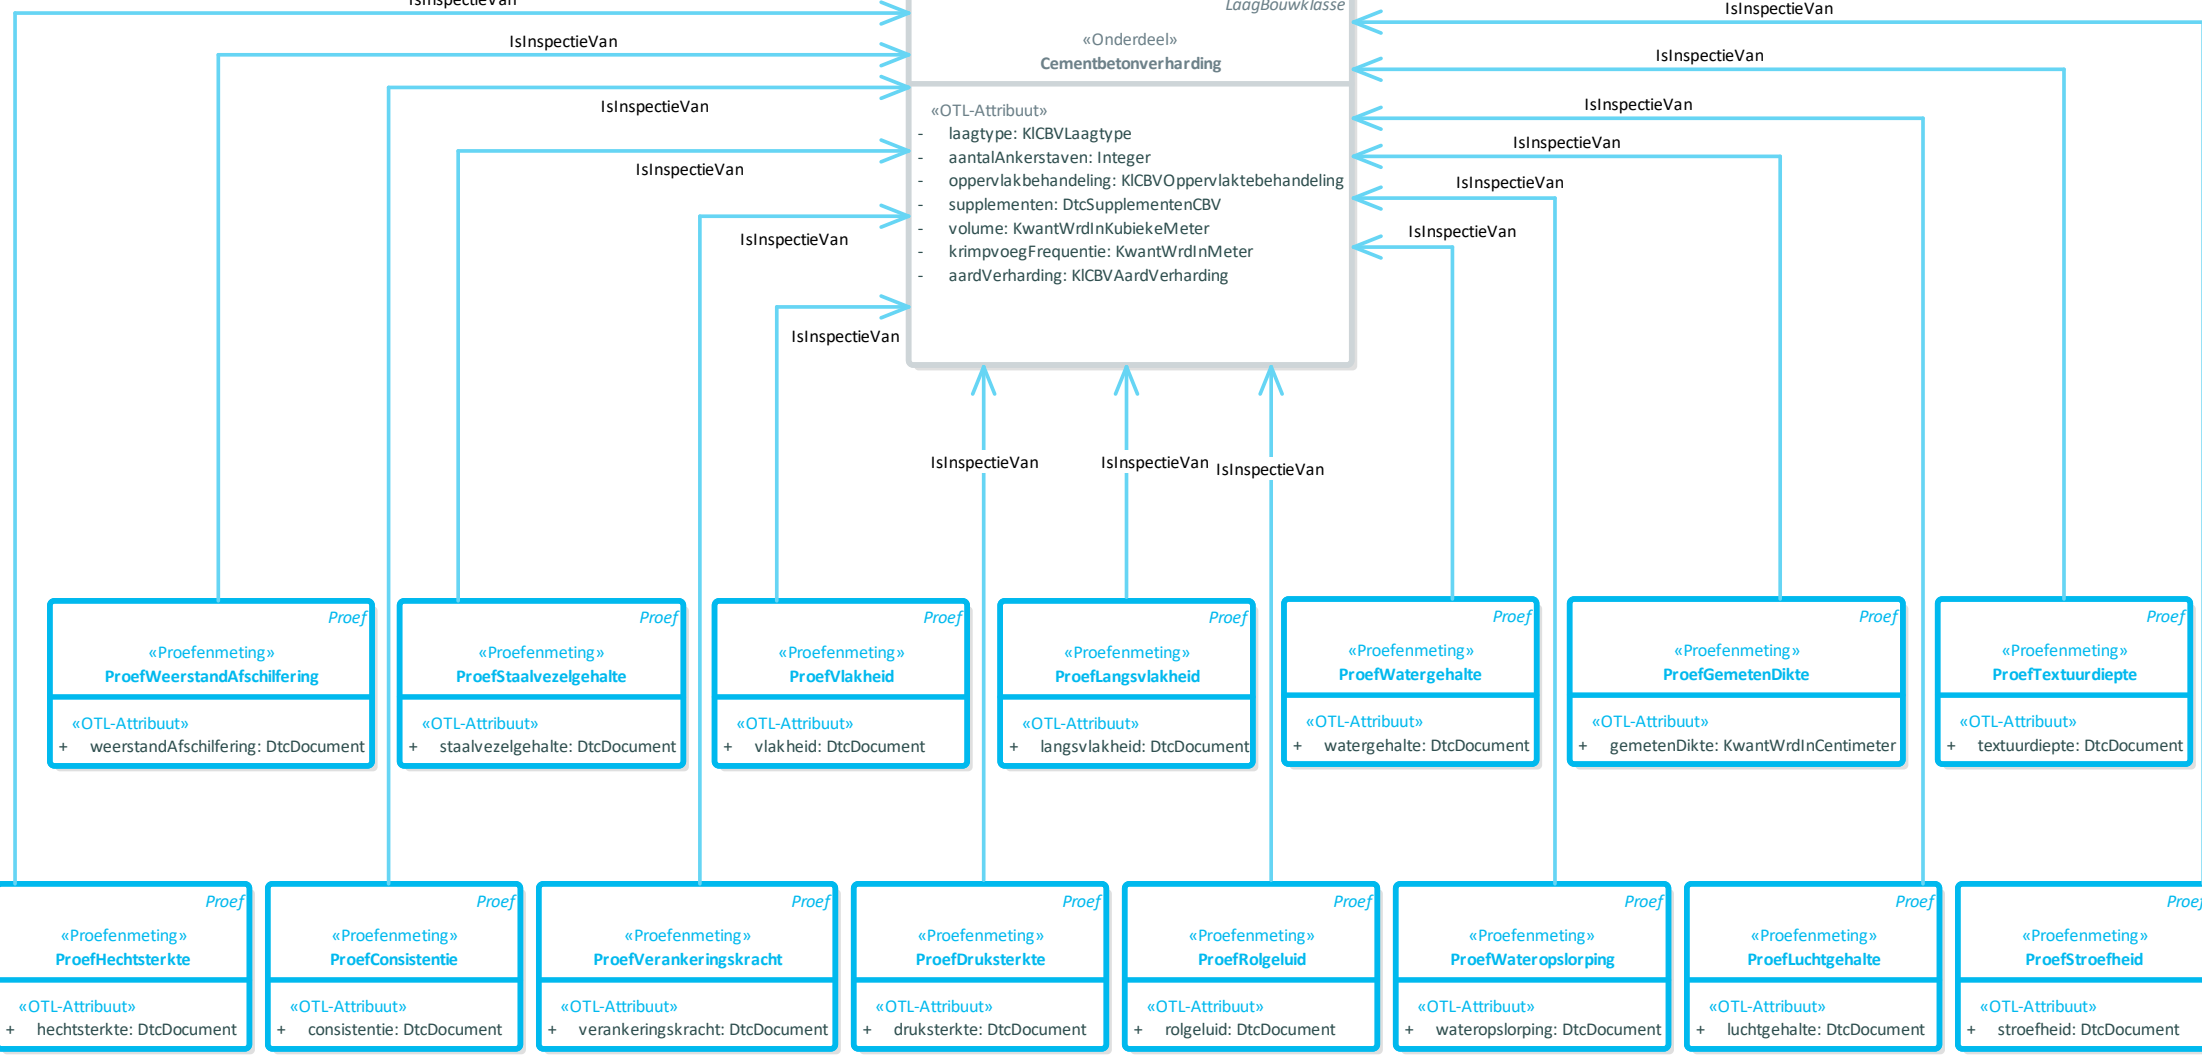 IsInspectieVan
LaagBouwklasse
IsInspectieVan
«Onderdeel»
Cementbetonverharding
IsInspectieVan
IsInspectieVan
IsInspectieVan
IsInspectieVan
IsInspectieVan
IsInspectieVan
IsInspectieVan
IsInspectieVan
IsInspectieVan
IsInspectieVan
IsInspectieVan
«OTL-Attribuut»
- laagtype: KlCBVLaagtype
- aantalAnkerstaven: Integer
- oppervlakbehandeling: KlCBVOppervlaktebehandeling
- supplementen: DtcSupplementenCBV
- volume: KwantWrdInKubiekeMeter
- krimpvoegFrequentie: KwantWrdInMeter
- aardVerharding: KlCBVAardVerharding
IsInspectieVan
IsInspectieVan
IsInspectieVan
Proef
«Proefenmeting»
ProefWeerstandAfschilfering
«OTL-Attribuut»
+ weerstandAfschilfering: DtcDocument
Proef
«Proefenmeting»
ProefStaalvezelgehalte
«OTL-Attribuut»
+ staalvezelgehalte: DtcDocument
Proef
«Proefenmeting»
ProefVlakheid
«OTL-Attribuut»
+ vlakheid: DtcDocument
Proef
«Proefenmeting»
ProefLangsvlakheid
«OTL-Attribuut»
+ langsvlakheid: DtcDocument
Proef
«Proefenmeting»
ProefWatergehalte
«OTL-Attribuut»
+ watergehalte: DtcDocument
Proef
«Proefenmeting»
ProefGemetenDikte
«OTL-Attribuut»
+ gemetenDikte: KwantWrdInCentimeter
Proef
«Proefenmeting»
ProefTextuurdiepte
«OTL-Attribuut»
+ textuurdiepte: DtcDocument
Proef
«Proefenmeting»
ProefHechtsterkte
«OTL-Attribuut»
+ hechtsterkte: DtcDocument
Proef
«Proefenmeting»
ProefConsistentie
«OTL-Attribuut»
+ consistentie: DtcDocument
Proef
«Proefenmeting»
ProefVerankeringskracht
«OTL-Attribuut»
+ verankeringskracht: DtcDocument
Proef
«Proefenmeting»
ProefDruksterkte
«OTL-Attribuut»
+ druksterkte: DtcDocument
Proef
«Proefenmeting»
ProefRolgeluid
«OTL-Attribuut»
+ rolgeluid: DtcDocument
Proef
«Proefenmeting»
ProefWateropslorping
«OTL-Attribuut»
+ wateropslorping: DtcDocument
Proef
«Proefenmeting»
ProefLuchtgehalte
«OTL-Attribuut»
+ luchtgehalte: DtcDocument
Proef
«Proefenmeting»
ProefStroefheid
«OTL-Attribuut»
+ stroefheid: DtcDocument